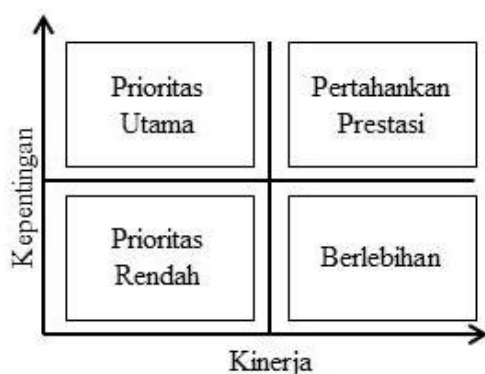 Kepentingan
Prioritas
Utama
Pertahankan
Prestasi
Prioritas
Rendah
Berlebihan
Kinerja